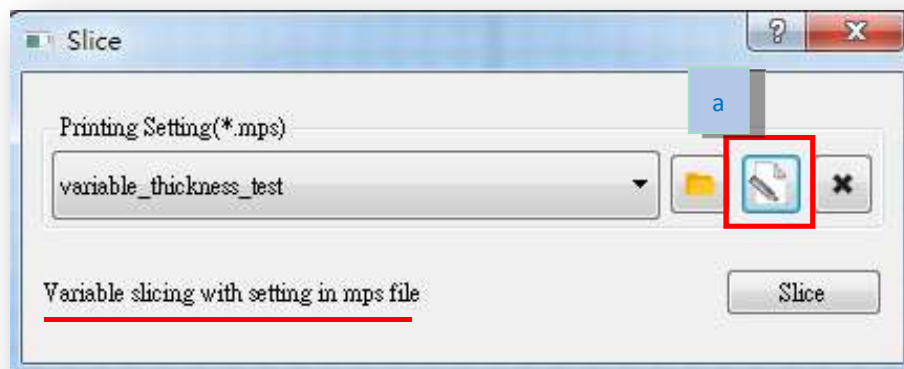 Slice
a
Printing Setting(*.mps)
variable_thickness_test
Variable slicing with setting in mps file
Slice